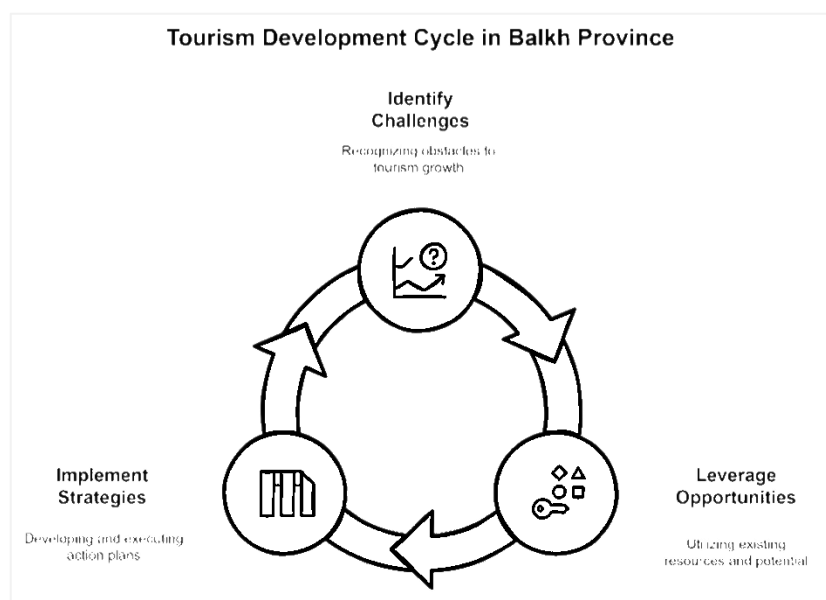 Tourism Development Cycle in Balkh Province
Identify
Challenges
Recognizing obstacles to
tourism growth
?
Implement
Strategies
Developing and executing
action plans
Leverage
Opportunities
Utilizing existing
resources and potential